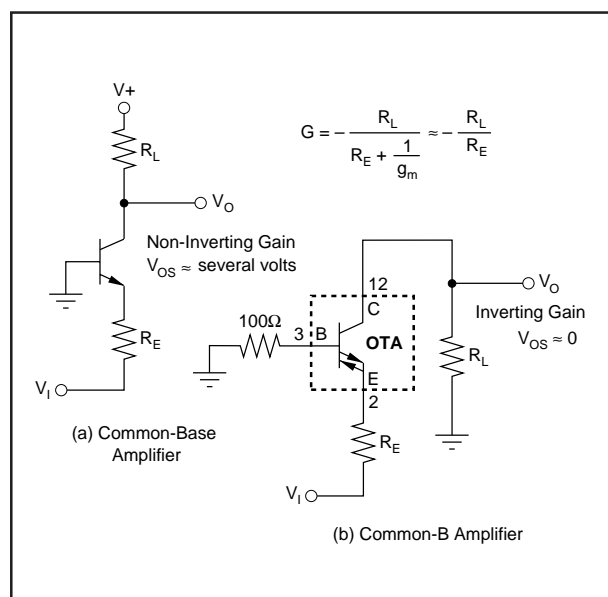 V+
R_L
V_O
Non-Inverting Gain
V_OS ≈ several volts
R_E
V_I
(a) Common-Base
Amplifier
G = − R_L / (R_E + 1/g_m) ≈ − R_L / R_E
12
C
V_O
Inverting Gain
V_OS ≈ 0
100Ω
3
B
OTA
R_L
E
2
R_E
V_I
(b) Common-B Amplifier